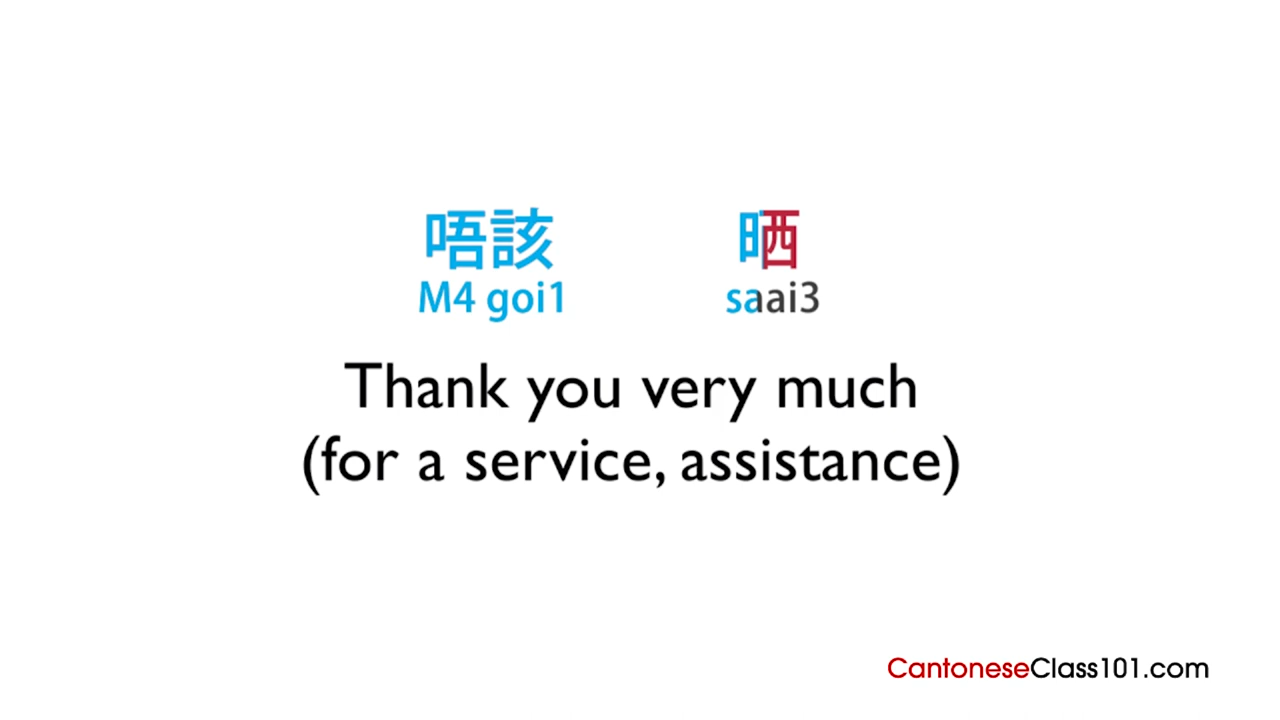 唔該 晒
M4 goi1 saai3
Thank you very much
(for a service, assistance)
CantoneseClass101.com